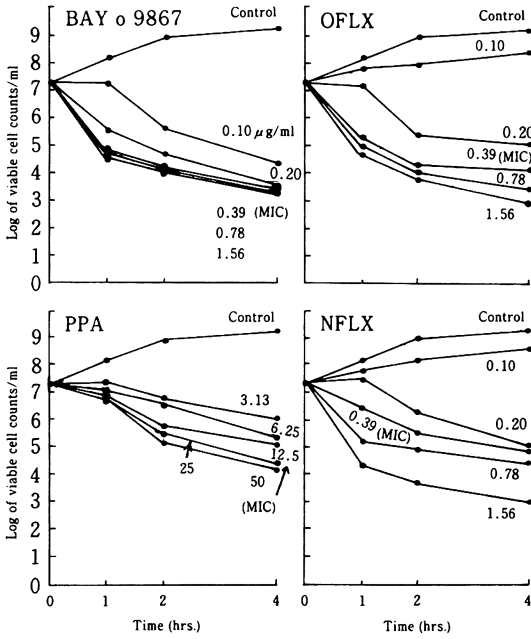 BAY o 9867
Control
0.10 μg/ml
0.20
0.39 (MIC)
0.78
1.56
Log of viable cell counts/ml
9
8
7
6
5
4
3
2
1
0
OFLX
Control
0.10
0.20
0.39 (MIC)
0.78
1.56
PPA
Control
3.13
6.25
12.5
25
50
(MIC)
Log of viable cell counts/ml
9
8
7
6
5
4
3
2
1
0
0 1 2 4
Time (hrs.)
NFLX
Control
0.10
0.20
0.39 (MIC)
0.78
1.56
0 1 2 4
Time (hrs.)